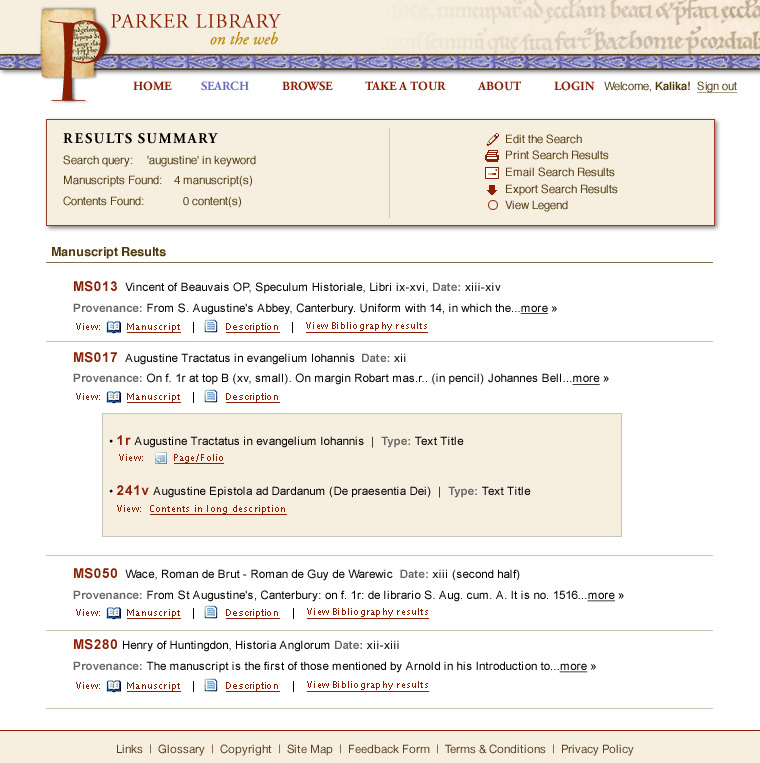 PARKER LIBRARY
on the web
HOME SEARCH BROWSE TAKE A TOUR ABOUT LOGIN Welcome, Kalika! Sign out
RESULTS SUMMARY
Search query: 'augustine' in keyword
Manuscripts Found: 4 manuscript(s)
Contents Found: 0 content(s)
Edit the Search
Print Search Results
Email Search Results
Export Search Results
View Legend
Manuscript Results
MS013 Vincent of Beauvais OP, Speculum Historiale, Libri ix-xvi, Date: xiii-xiv
Provenance: From S. Augustine's Abbey, Canterbury. Uniform with 14, in which the...more »
View: Manuscript | Description | View Bibliography results
MS017 Augustine Tractatus in evangelium Iohannis Date: xii
Provenance: On f. 1r at top B (xv, small). On margin Robart mas.r.. (in pencil) Johannes Bell...more »
View: Manuscript | Description
• 1r Augustine Tractatus in evangelium Iohannis | Type: Text Title
View: Page/Folio
• 241v Augustine Epistola ad Dardanum (De praesentia Dei) | Type: Text Title
View: Contents in long description
MS050 Wace, Roman de Brut - Roman de Guy de Warewic Date: xiii (second half)
Provenance: From St Augustine's, Canterbury: on f. 1r: de librario S. Aug. cum. A. It is no. 1516...more »
View: Manuscript | Description | View Bibliography results
MS280 Henry of Huntingdon, Historia Anglorum Date: xii-xiii
Provenance: The manuscript is the first of those mentioned by Arnold in his Introduction to...more »
View: Manuscript | Description | View Bibliography results
Links | Glossary | Copyright | Site Map | Feedback Form | Terms & Conditions | Privacy Policy